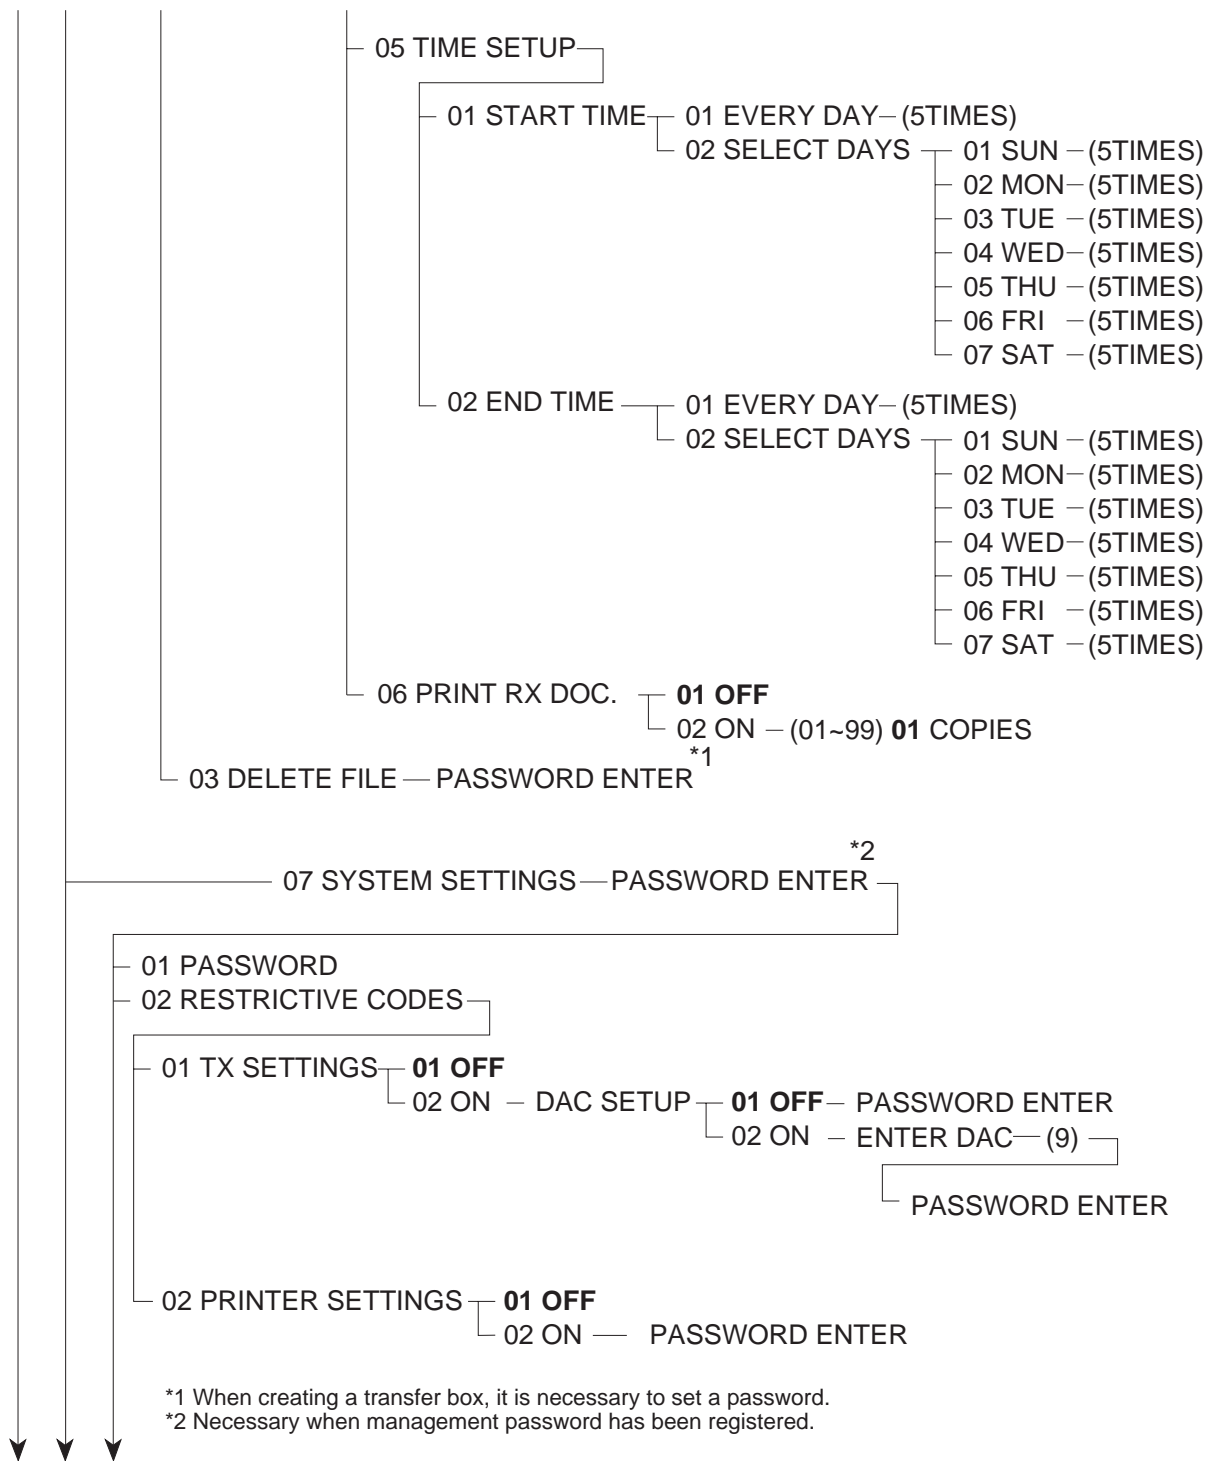 05 TIME SETUP
01 START TIME 01 EVERY DAY (5TIMES)
02 SELECT DAYS 01 SUN (5TIMES)
02 MON (5TIMES)
03 TUE (5TIMES)
04 WED (5TIMES)
05 THU (5TIMES)
06 FRI (5TIMES)
07 SAT (5TIMES)
02 END TIME 01 EVERY DAY (5TIMES)
02 SELECT DAYS 01 SUN (5TIMES)
02 MON (5TIMES)
03 TUE (5TIMES)
04 WED (5TIMES)
05 THU (5TIMES)
06 FRI (5TIMES)
07 SAT (5TIMES)
06 PRINT RX DOC. 01 OFF
02 ON (01~99) 01 COPIES
*1
03 DELETE FILE PASSWORD ENTER
*2
07 SYSTEM SETTINGS PASSWORD ENTER
01 PASSWORD
02 RESTRICTIVE CODES
01 TX SETTINGS 01 OFF
02 ON DAC SETUP 01 OFF PASSWORD ENTER
02 ON ENTER DAC (9)
PASSWORD ENTER
02 PRINTER SETTINGS 01 OFF
02 ON PASSWORD ENTER
*1 When creating a transfer box, it is necessary to set a password.
*2 Necessary when management password has been registered.